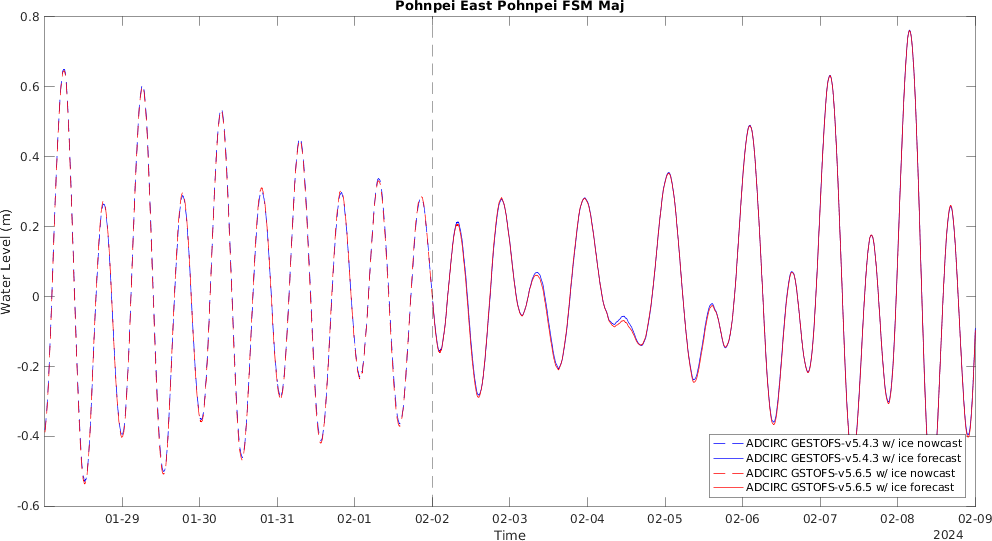 Pohnpei East Pohnpei FSM Maj
0.8
0.6
0.4
0.2
0
-0.2
-0.4
-0.6
Water Level (m)
ADCIRC GESTOFS-v5.4.3 w/ ice nowcast
ADCIRC GESTOFS-v5.4.3 w/ ice forecast
ADCIRC GSTOFS-v5.6.5 w/ ice nowcast
ADCIRC GSTOFS-v5.6.5 w/ ice forecast
01-29 01-30 01-31 02-01 02-02 02-03 02-04 02-05 02-06 02-07 02-08 02-09
Time
2024